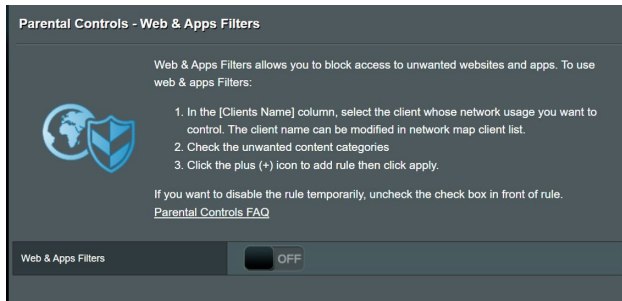 Parental Controls - Web & Apps Filters
Web & Apps Filters allows you to block access to unwanted websites and apps. To use
web & apps Filters:
1. In the [Clients Name] column, select the client whose network usage you want to
control. The client name can be modified in network map client list.
2. Check the unwanted content categories
3. Click the plus (+) icon to add rule then click apply.
If you want to disable the rule temporarily, uncheck the check box in front of rule.
Parental Controls FAQ
Web & Apps Filters
OFF